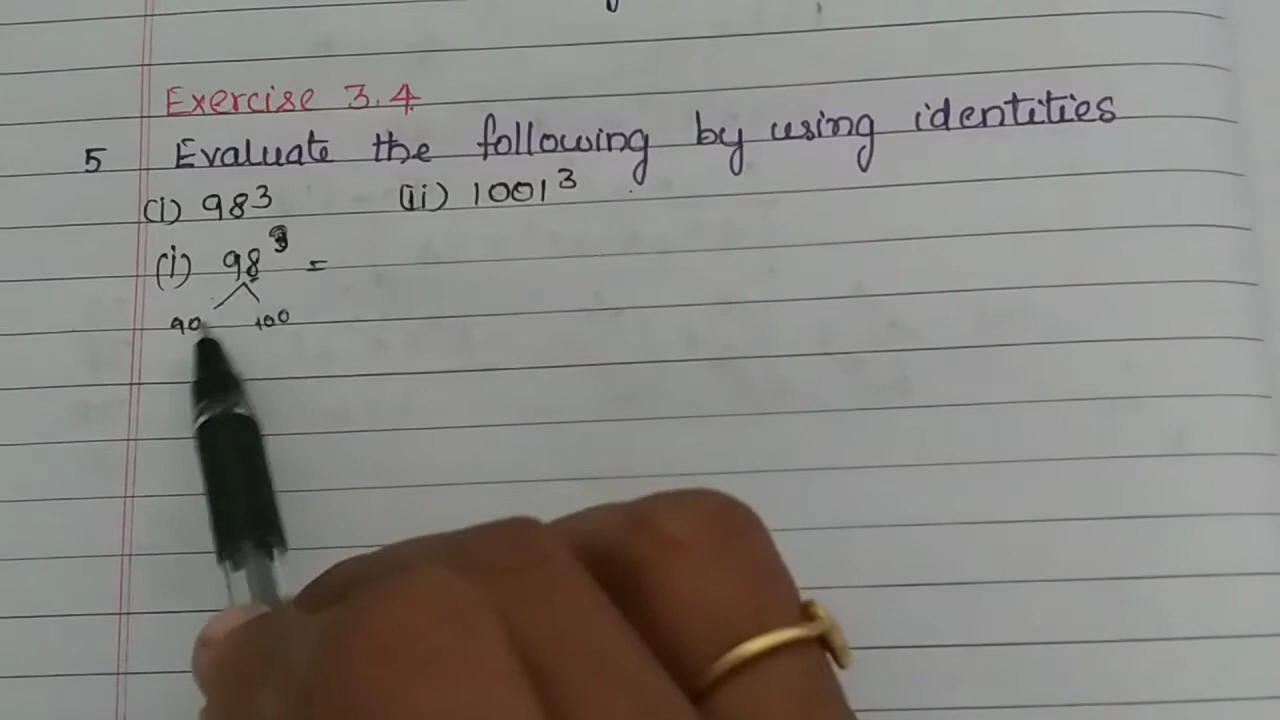 Exercise 3.4
5 Evaluate the following by using identities
(i) 98³ (ii) 1001³
(i) 98³ =
90 100